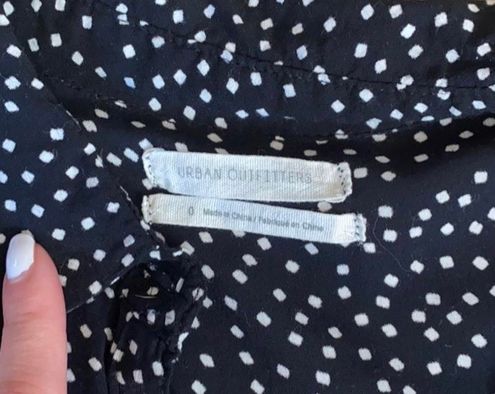 URBAN OUTFITTERS
0 Made in China / Fabriqué en Chine